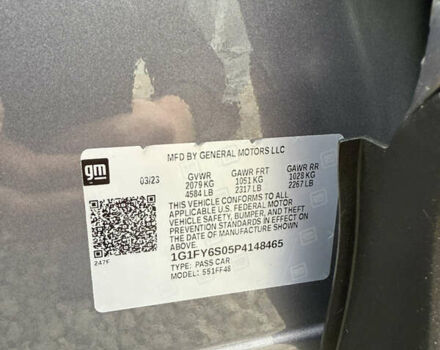 MFD BY GENERAL MOTORS LLC
gm
03/23
GVWR GAWR FRT GAWR RR
2079 KG 1051 KG 1028 KG
4584 LB 2317 LB 2267 LB
THIS VEHICLE CONFORMS TO ALL
APPLICABLE U.S. FEDERAL MOTOR
VEHICLE SAFETY, BUMPER, AND THEFT
PREVENTION STANDARDS IN EFFECT
ON THE DATE OF MANUFACTURE
SHOWN ABOVE.
1G1FY6S05P4148465
TYPE: PASS CAR
MODEL: 551FF48
247F